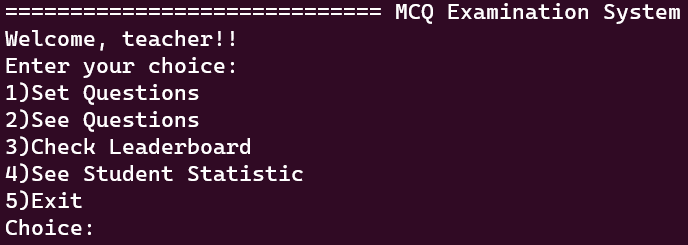 ============================= MCQ Examination System
Welcome, teacher!!
Enter your choice:
1)Set Questions
2)See Questions
3)Check Leaderboard
4)See Student Statistic
5)Exit
Choice: